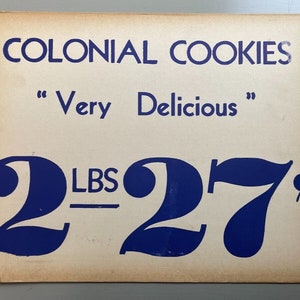 COLONIAL COOKIES
"Very Delicious"
2 LBS 27